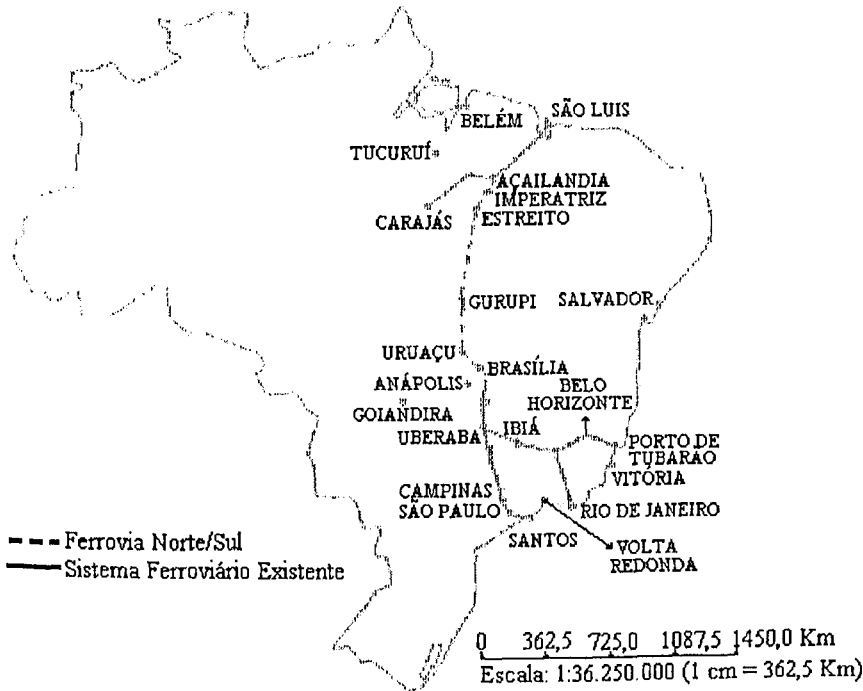 BELÉM
SÃO LUIS
TUCURUÍ
AÇAILANDIA
IMPERATRIZ
CARAJÁS
ESTREITO
GURUPI
SALVADOR
URUAÇU
BRASÍLIA
ANÁPOLIS
BELO
HORIZONTE
GOIANDIRA
IBIÁ
UBERABA
PORTO DE
TUBARÃO
VITÓRIA
CAMPINAS
SÃO PAULO
RIO DE JANEIRO
SANTOS
VOLTA
REDONDA
Ferrovia Norte/Sul
Sistema Ferroviário Existente
0 362,5 725,0 1087,5 1450,0 Km
Escala: 1:36.250.000 (1 cm = 362,5 Km)